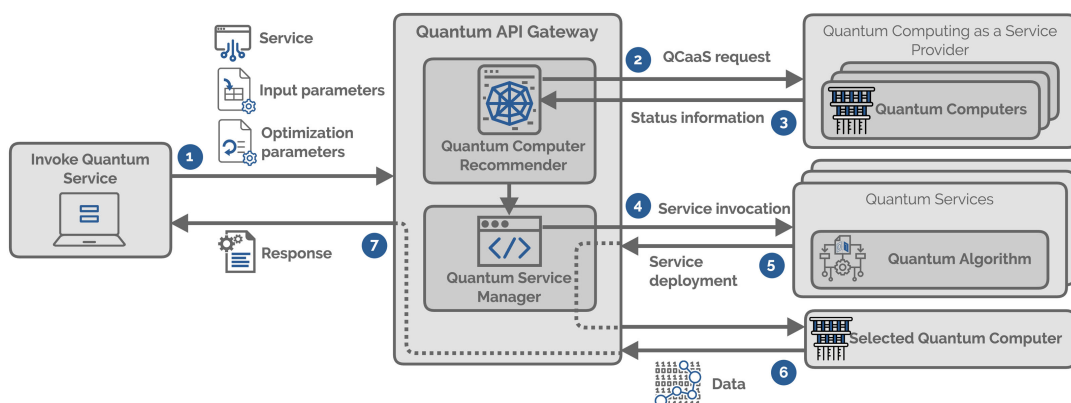 Service
Input parameters
Optimization
parameters
Invoke Quantum
Service
1
Response
7
Quantum API Gateway
Quantum Computer
Recommender
</>
Quantum Service
Manager
2
QCaaS request
Status information
3
Quantum Computing as a Service
Provider
Quantum Computers
4
Service invocation
Service
deployment
5
Quantum Services
Quantum Algorithm
Selected Quantum Computer
6
Data